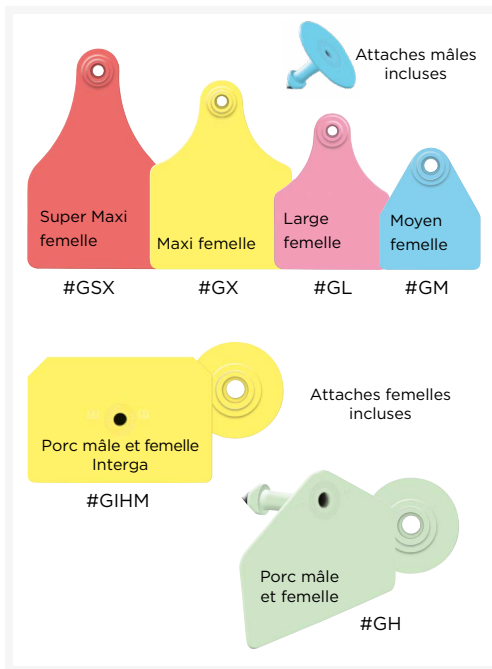 Attaches mâles
incluses
Super Maxi
femelle
Maxi femelle
Large
femelle
Moyen
femelle
#GSX
#GX
#GL
#GM
Attaches femelles
incluses
Porc mâle et femelle
Interga
#GIHM
Porc mâle
et femelle
#GH